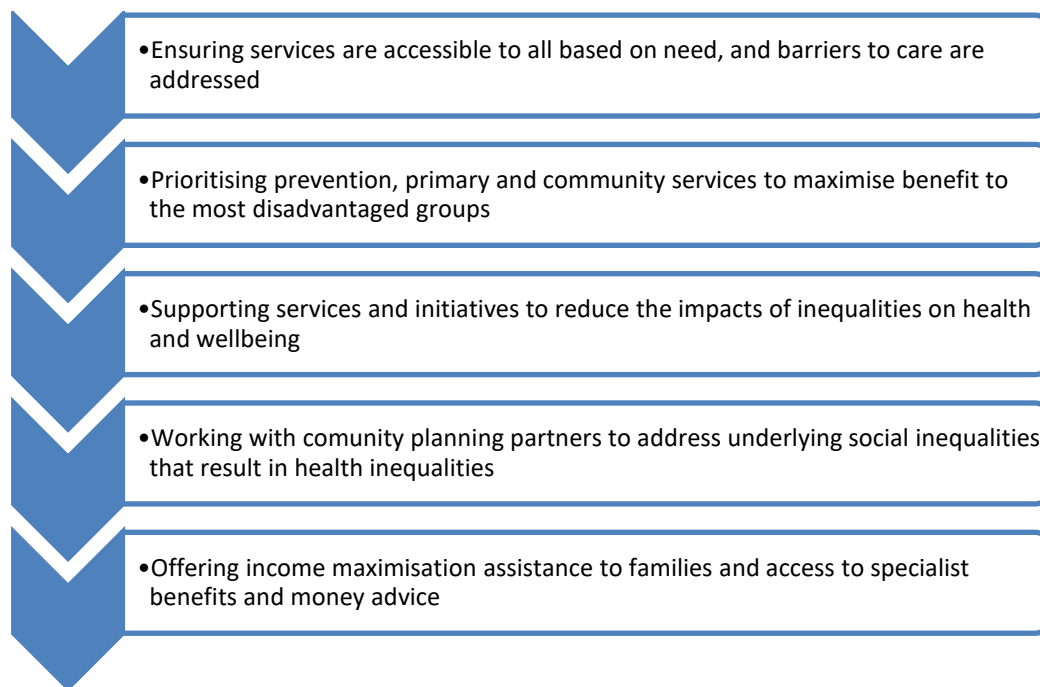 •Ensuring services are accessible to all based on need, and barriers to care are
addressed
•Prioritising prevention, primary and community services to maximise benefit to
the most disadvantaged groups
•Supporting services and initiatives to reduce the impacts of inequalities on health
and wellbeing
•Working with comunity planning partners to address underlying social inequalities
that result in health inequalities
•Offering income maximisation assistance to families and access to specialist
benefits and money advice